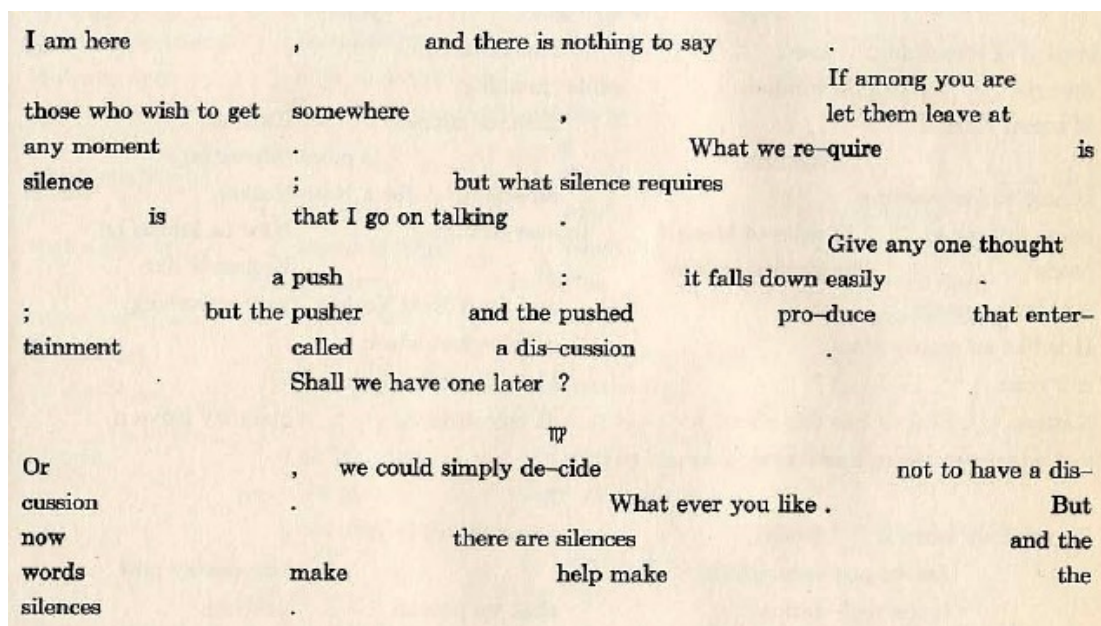 I am here , and there is nothing to say .
If among you are
those who wish to get somewhere , let them leave at
any moment . What we re–quire is
silence ; but what silence requires
is that I go on talking .
Give any one thought
a push : it falls down easily .
; but the pusher and the pushed pro–duce that enter–
tainment called a dis–cussion .
Shall we have one later ?
♍
Or , we could simply de–cide not to have a dis–
cussion . What ever you like . But
now there are silences and the
words make help make the
silences .